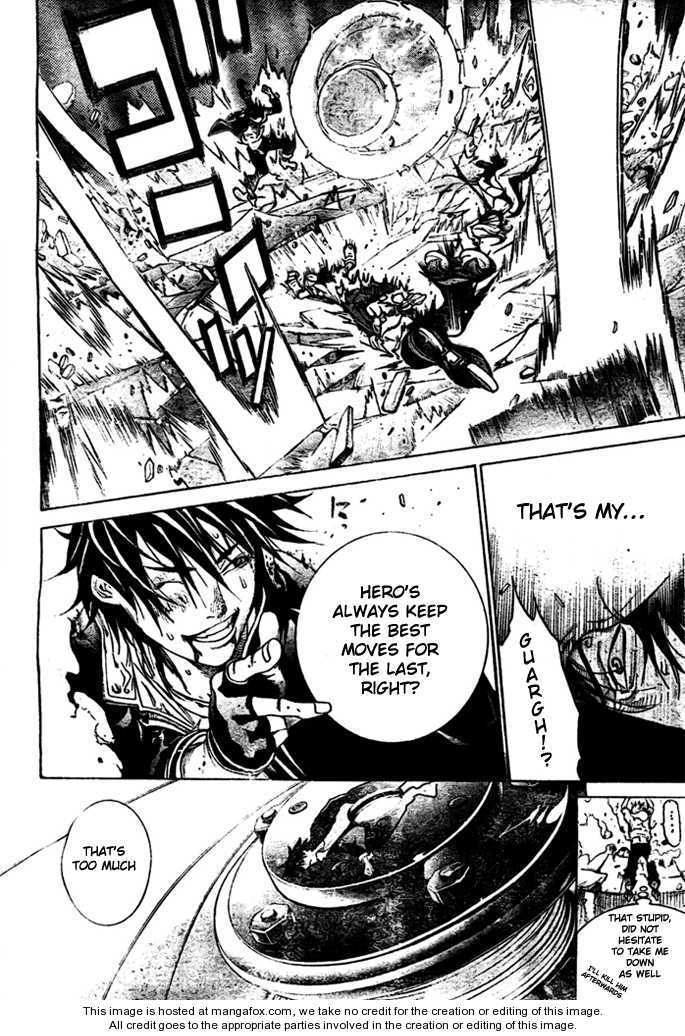 THAT'S MY...
GUARGH!?
に
HERO'S
ALWAYS KEEP
THE BEST
MOVES FOR
THE LAST,
RIGHT?
THAT STUPID,
DID NOT
HESITATE
TO TAKE ME
DOWN
AS WELL
I'LL KILL HIM
AFTERWARDS
THAT'S
TOO MUCH
This image is hosted at mangafox.com, we take no credit for the creation or editing of this image.
All credit goes to the appropriate parties involved in the creation or editing of this image.